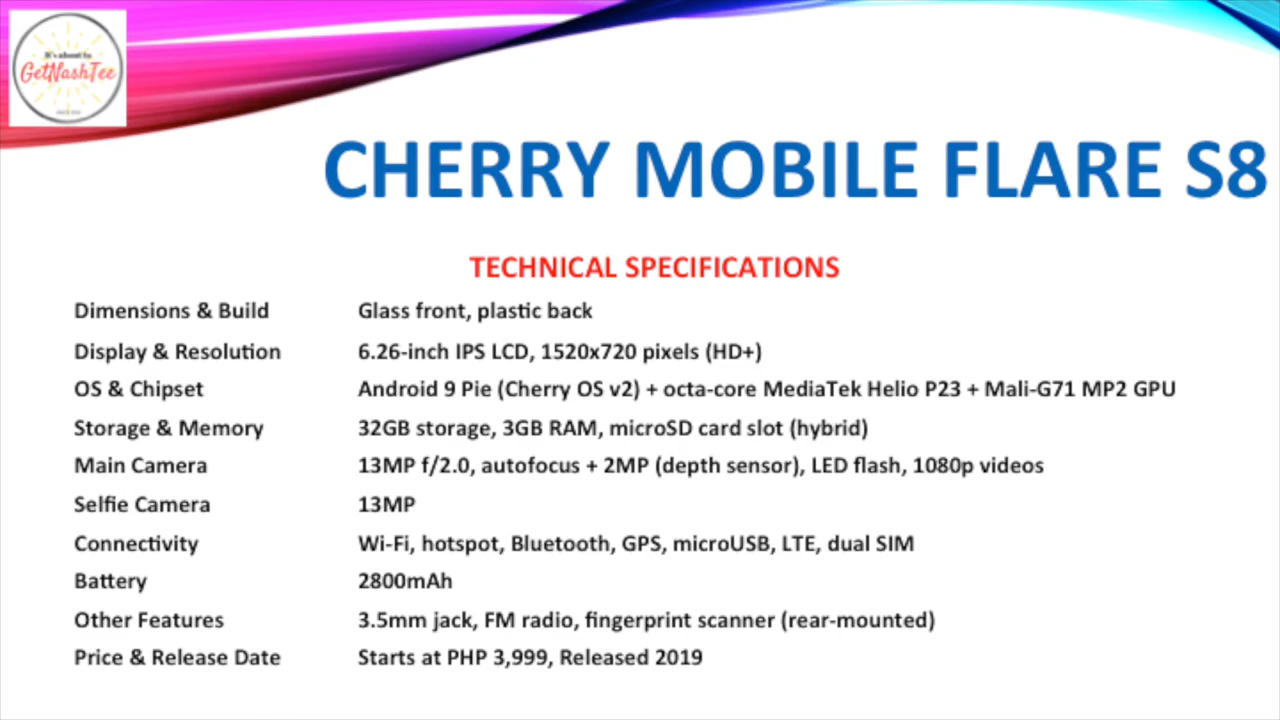 It's about to
GetNashTee
CHERRY MOBILE FLARE S8
TECHNICAL SPECIFICATIONS
Dimensions & Build Glass front, plastic back
Display & Resolution 6.26-inch IPS LCD, 1520x720 pixels (HD+)
OS & Chipset Android 9 Pie (Cherry OS v2) + octa-core MediaTek Helio P23 + Mali-G71 MP2 GPU
Storage & Memory 32GB storage, 3GB RAM, microSD card slot (hybrid)
Main Camera 13MP f/2.0, autofocus + 2MP (depth sensor), LED flash, 1080p videos
Selfie Camera 13MP
Connectivity Wi-Fi, hotspot, Bluetooth, GPS, microUSB, LTE, dual SIM
Battery 2800mAh
Other Features 3.5mm jack, FM radio, fingerprint scanner (rear-mounted)
Price & Release Date Starts at PHP 3,999, Released 2019